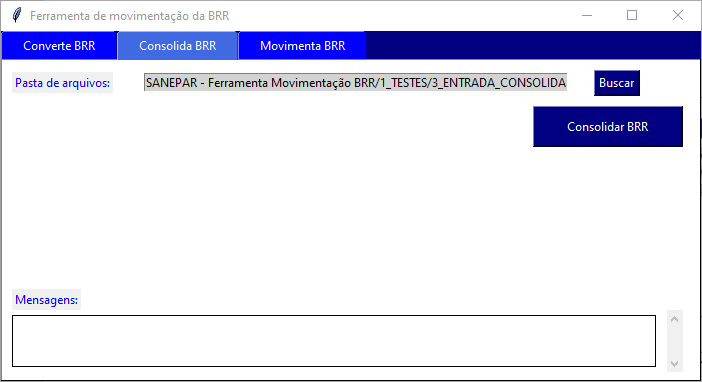 Ferramenta de movimentação da BRR
Converte BRR Consolida BRR Movimenta BRR
Pasta de arquivos: SANEPAR - Ferramenta Movimentação BRR/1_TESTES/3_ENTRADA_CONSOLIDA Buscar
Consolidar BRR
Mensagens: